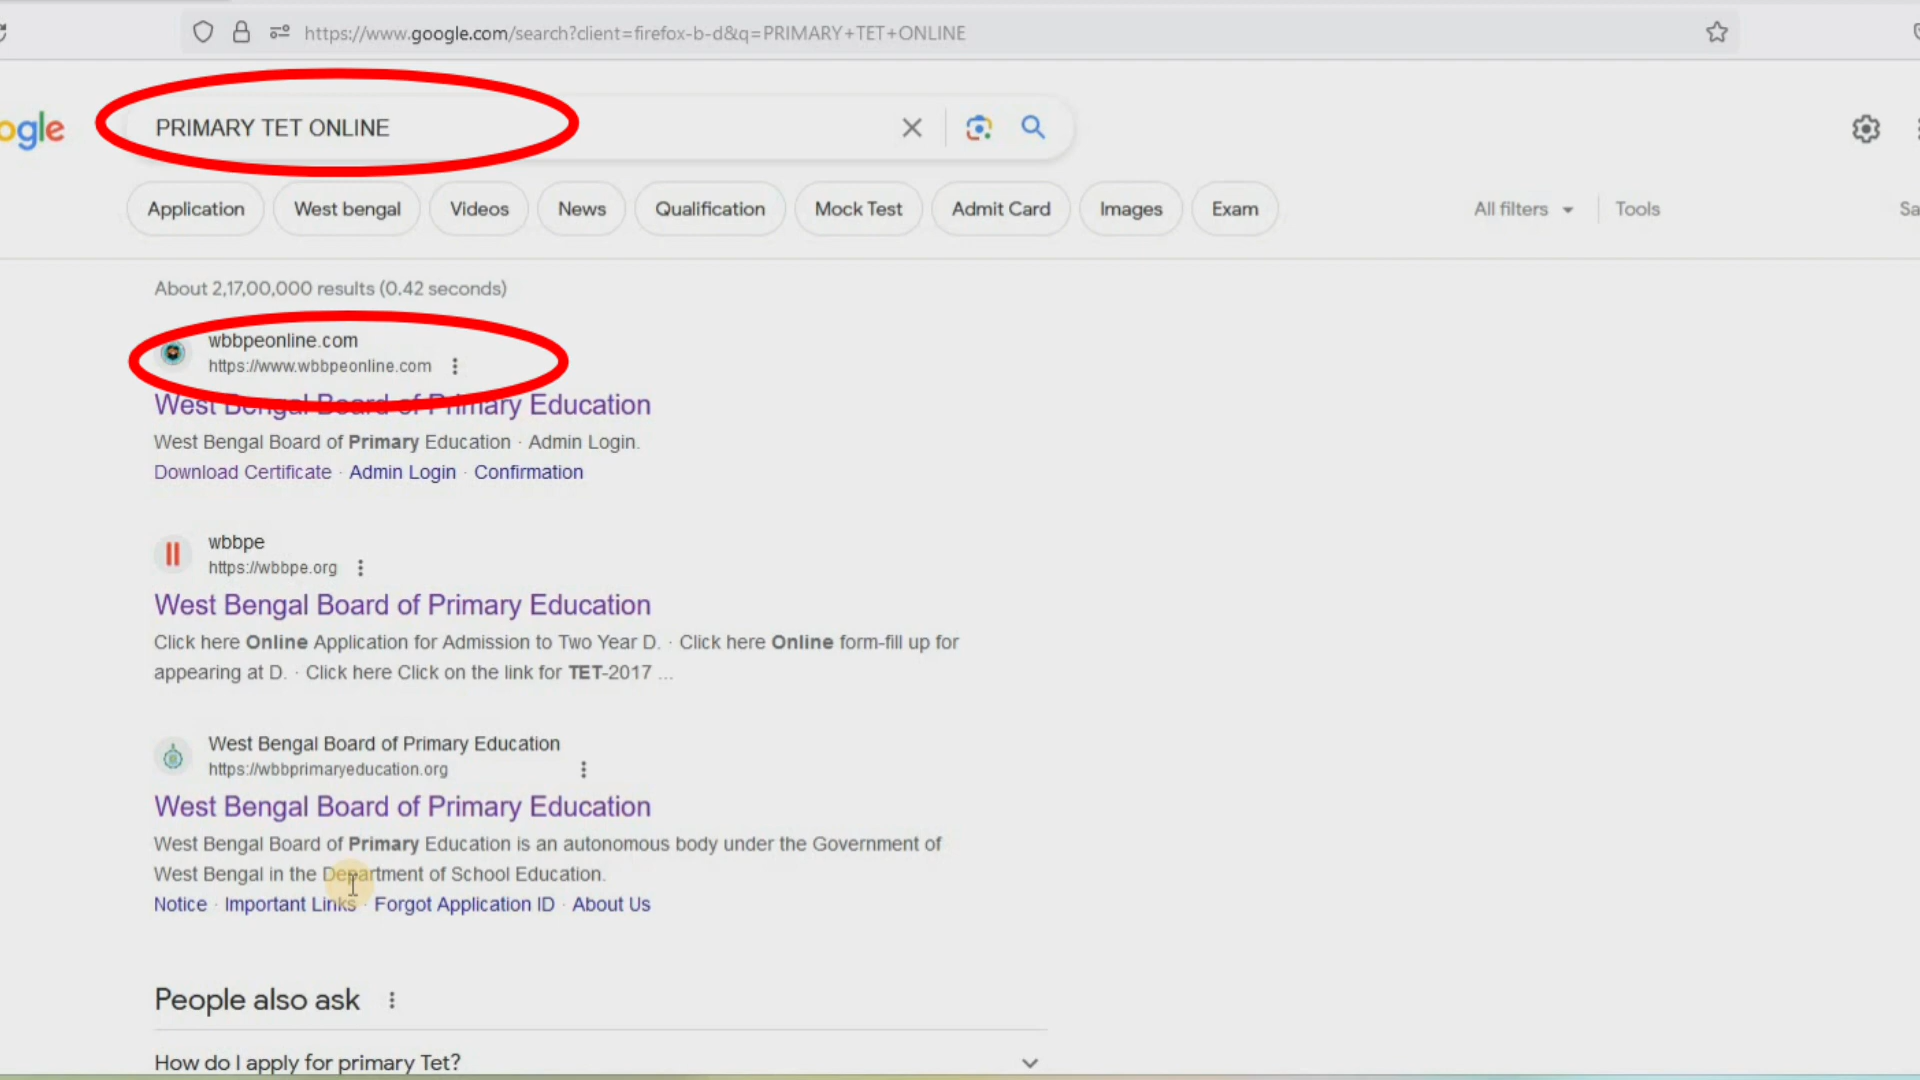 https://www.google.com/search?client=firefox-b-d&q=PRIMARY+TET+ONLINE
ogle
PRIMARY TET ONLINE
Application
West bengal
Videos
News
Qualification
Mock Test
Admit Card
Images
Exam
All filters
Tools
Sa
About 2,17,00,000 results (0.42 seconds)
wbbpeonline.com
https://www.wbbpeonline.com
West Bengal Board of Primary Education
West Bengal Board of Primary Education · Admin Login.
Download Certificate · Admin Login · Confirmation
wbbpe
https://wbbpe.org
West Bengal Board of Primary Education
Click here Online Application for Admission to Two Year D. · Click here Online form-fill up for
appearing at D. · Click here Click on the link for TET-2017 ...
West Bengal Board of Primary Education
https://wbbprimaryeducation.org
West Bengal Board of Primary Education
West Bengal Board of Primary Education is an autonomous body under the Government of
West Bengal in the Department of School Education.
Notice · Important Links · Forgot Application ID · About Us
People also ask
How do I apply for primary Tet?